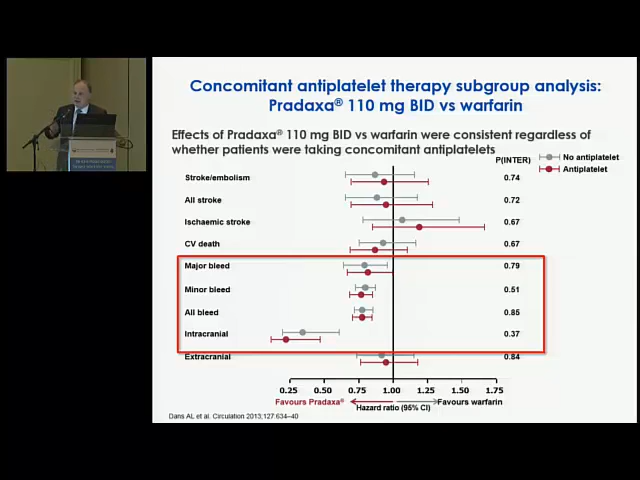 Concomitant antiplatelet therapy subgroup analysis:
Pradaxa® 110 mg BID vs warfarin
Effects of Pradaxa® 110 mg BID vs warfarin were consistent regardless of
whether patients were taking concomitant antiplatelets
P(INTER)
No antiplatelet
Antiplatelet
Stroke/embolism 0.74
All stroke 0.72
Ischaemic stroke 0.67
CV death 0.67
Major bleed 0.79
Minor bleed 0.51
All bleed 0.85
Intracranial 0.37
Extracranial 0.84
0.25 0.50 0.75 1.00 1.25 1.50 1.75
Favours Pradaxa® Favours warfarin
Hazard ratio (95% CI)
Dans AL et al. Circulation 2013;127:634–40